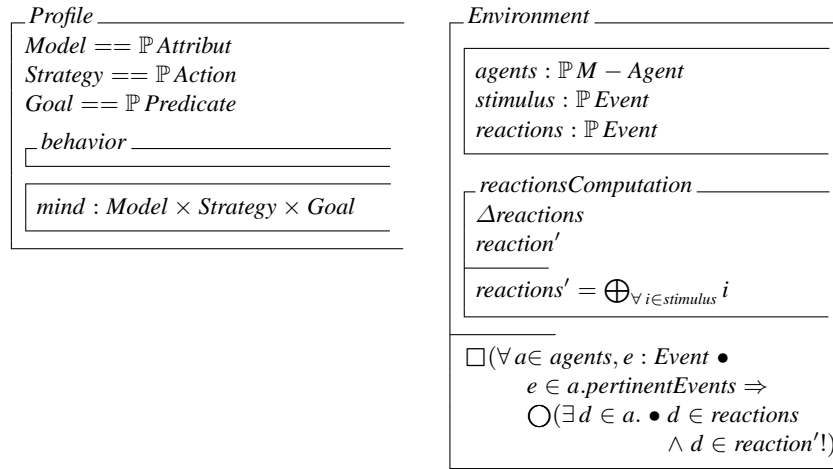 Profile
Model == ℙ Attribut
Strategy == ℙ Action
Goal == ℙ Predicate
behavior
mind : Model × Strategy × Goal
Environment
agents : ℙ M − Agent
stimulus : ℙ Event
reactions : ℙ Event
reactionsComputation
Δreactions
reaction′
reactions′ = ⊕∀ i∈stimulus i
□(∀ a∈ agents, e : Event •
e ∈ a.pertinentEvents ⇒
◯(∃ d ∈ a. • d ∈ reactions
∧ d ∈ reaction′!)